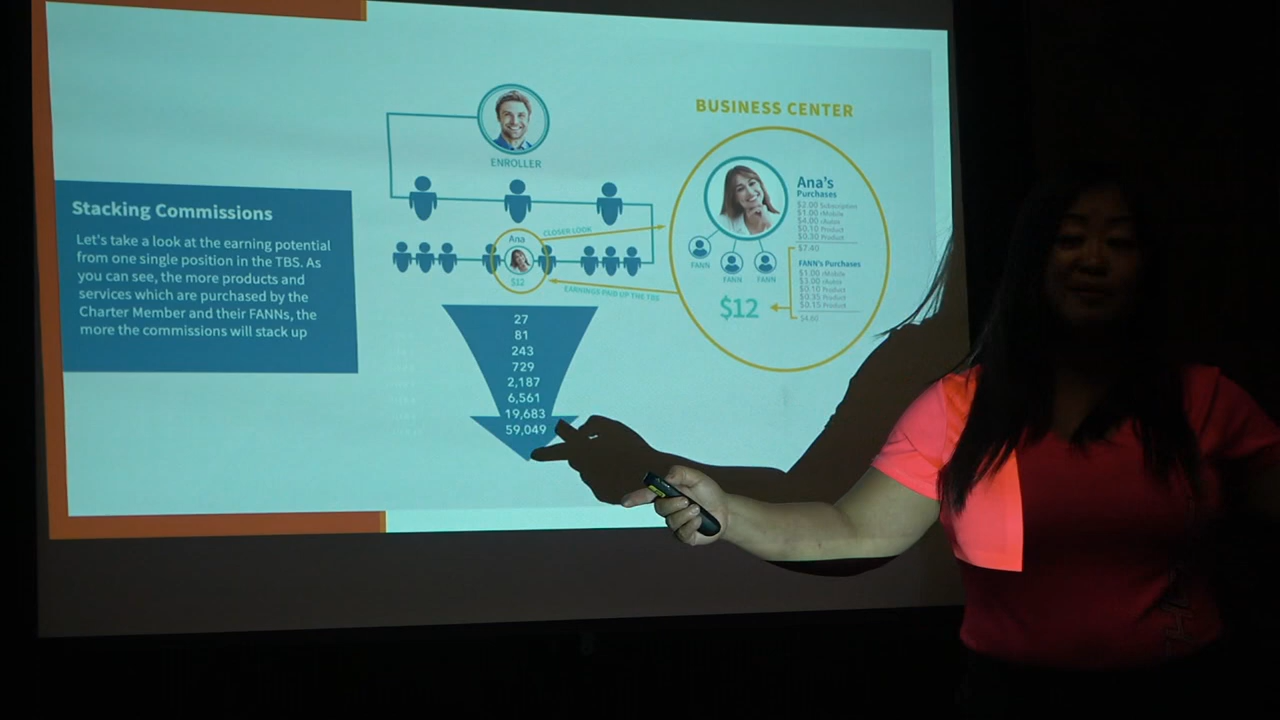 Stacking Commissions
Let's take a look at the earning potential
from one single position in the TBS. As
you can see, the more products and
services which are purchased by the
Charter Member and their FANNs, the
more the commissions will stack up
ENROLLER
Ana
$12
CLOSER LOOK
EARNINGS PAID UP THE TBS
27
81
243
729
2,187
6,561
19,683
59,049
BUSINESS CENTER
Ana's
Purchases
$2.00 Subscription
$1.00 rMobile
$4.00 rAutos
$0.10 Product
$0.30 Product
$7.40
FANN
FANN
FANN
FANN's Purchases
$1.00 rMobile
$3.00 rAutos
$0.10 Product
$0.35 Product
$0.15 Product
$4.60
$12